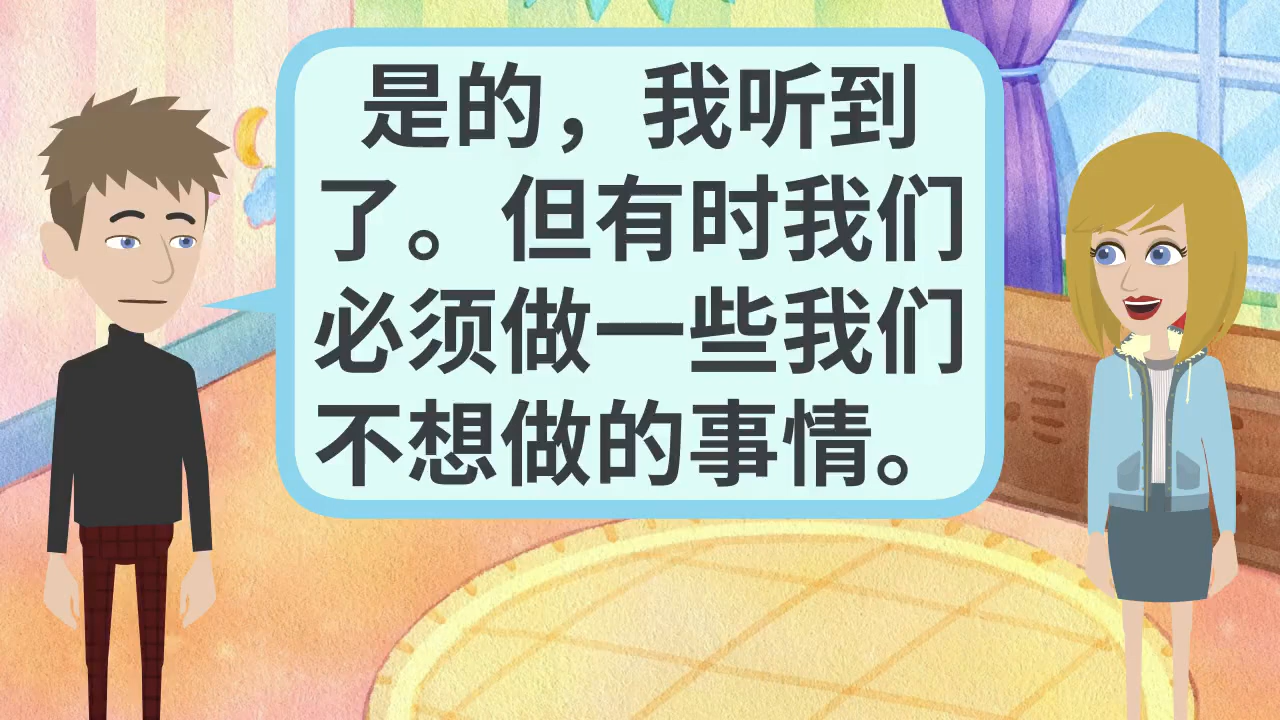 是的，我听到
了。但有时我们
必须做一些我们
不想做的事情。